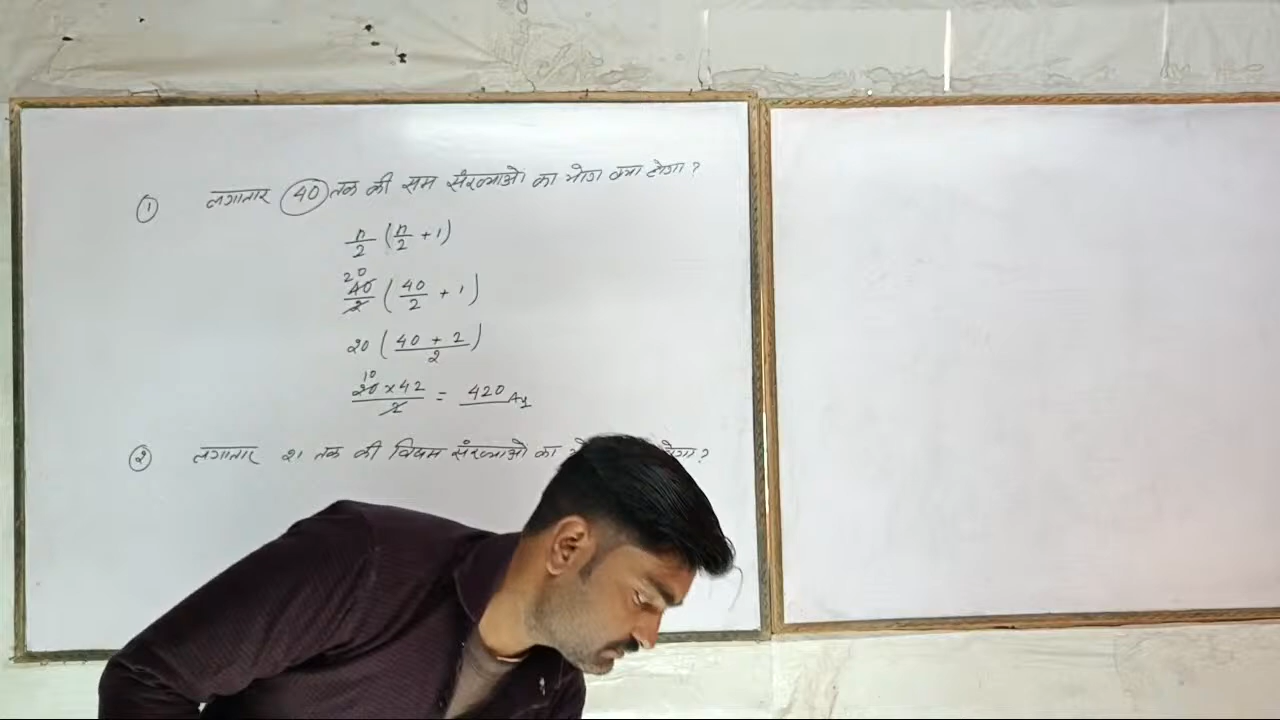 ① लगातार 40 तक की सम संख्याओ का योग क्या होगा ?
n/2 (n/2 + 1)
20
40/2 ( 40/2 + 1 )
20 ( 40 + 2 / 2 )
10
20 × 42 / 2 = 420 Ay
② लगातार 21 तक की विषम संख्याओ का ?